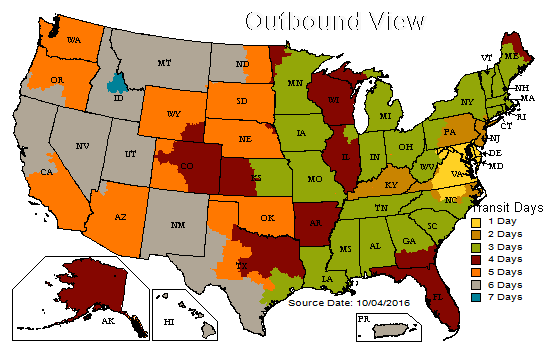 Outbound View
WA
MT
ND
MN
ME
VT
OR
ID
SD
WI
MI
NY
NH
MA
RI
CT
WY
IA
PA
NJ
NV
UT
NE
IL
IN
OH
DE
MD
CA
CO
KS
MO
WV
VA
KY
NC
AZ
NM
OK
AR
TN
SC
TX
MS
AL
GA
LA
FL
AK
HI
PR
Transit Days
1 Day
2 Days
3 Days
4 Days
5 Days
6 Days
7 Days
Source Date: 10/04/2016